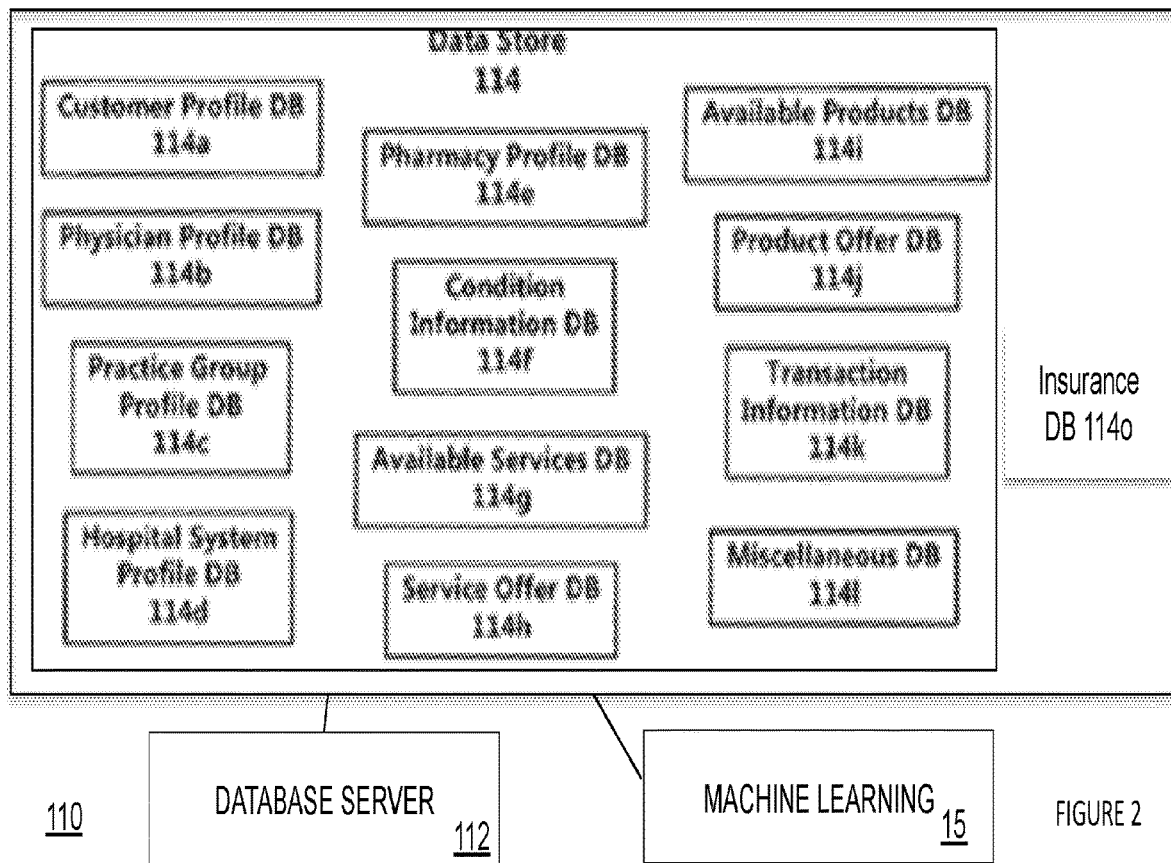 Data Store
114
Customer Profile DB
114a
Physician Profile DB
114b
Practice Group
Profile DB
114c
Hospital System
Profile DB
114d
Pharmacy Profile DB
114e
Condition
Information DB
114f
Available Services DB
114g
Service Offer DB
114h
Available Products DB
114i
Product Offer DB
114j
Transaction
Information DB
114k
Miscellaneous DB
114l
Insurance
DB 114o
110
DATABASE SERVER
112
MACHINE LEARNING
15
FIGURE 2